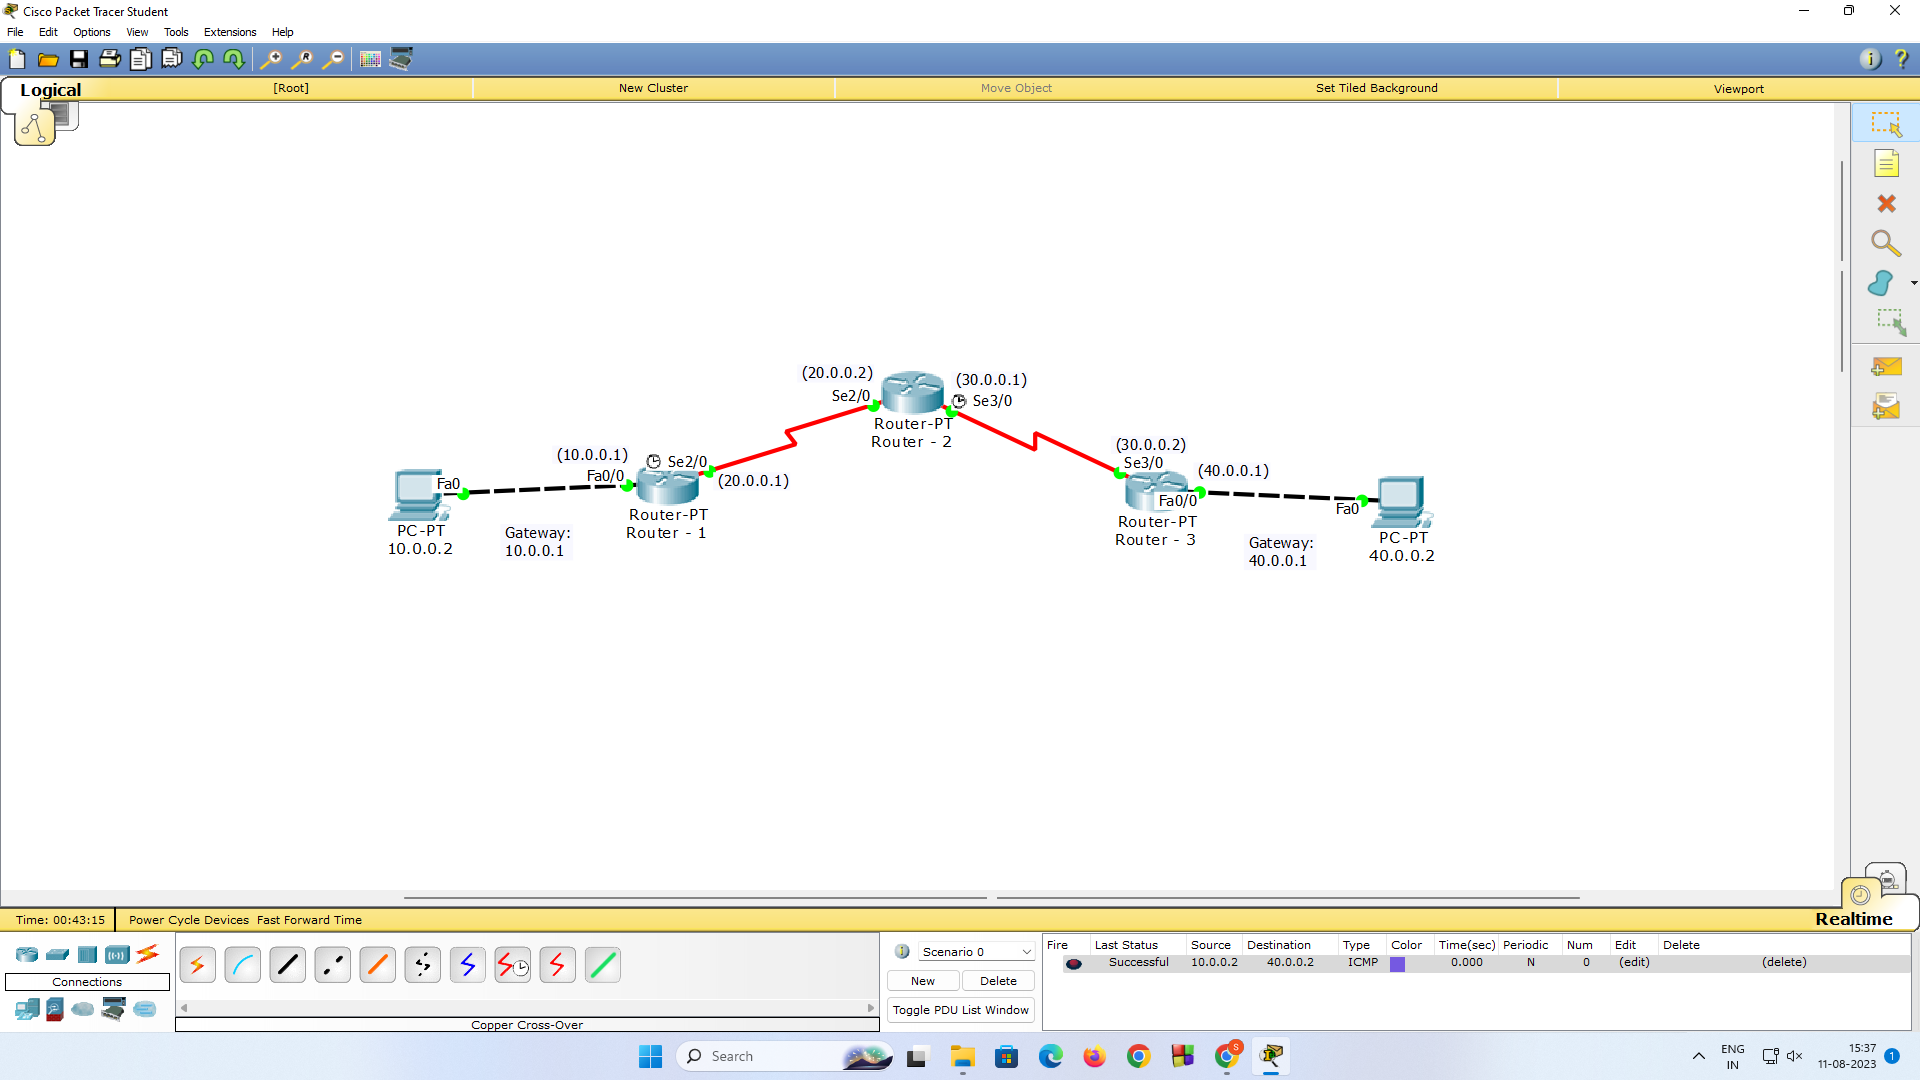 Cisco Packet Tracer Student
File Edit Options View Tools Extensions Help
Logical [Root] New Cluster Move Object Set Tiled Background Viewport
(20.0.0.2)
(30.0.0.1)
Se2/0
Se3/0
Router-PT
Router - 2
(10.0.0.1)
Se2/0
Fa0/0
(20.0.0.1)
Fa0
Router-PT
Router - 1
PC-PT
10.0.0.2
Gateway:
10.0.0.1
(30.0.0.2)
Se3/0
(40.0.0.1)
Fa0/0
Fa0
Router-PT
Router - 3
Gateway:
40.0.0.1
PC-PT
40.0.0.2
Time: 00:43:15 Power Cycle Devices Fast Forward Time Realtime
Connections
Copper Cross-Over
Scenario 0
New Delete
Toggle PDU List Window
Fire Last Status Source Destination Type Color Time(sec) Periodic Num Edit Delete
Successful 10.0.0.2 40.0.0.2 ICMP 0.000 N 0 (edit) (delete)
Search
S
ENG
IN
15:37
11-08-2023
1